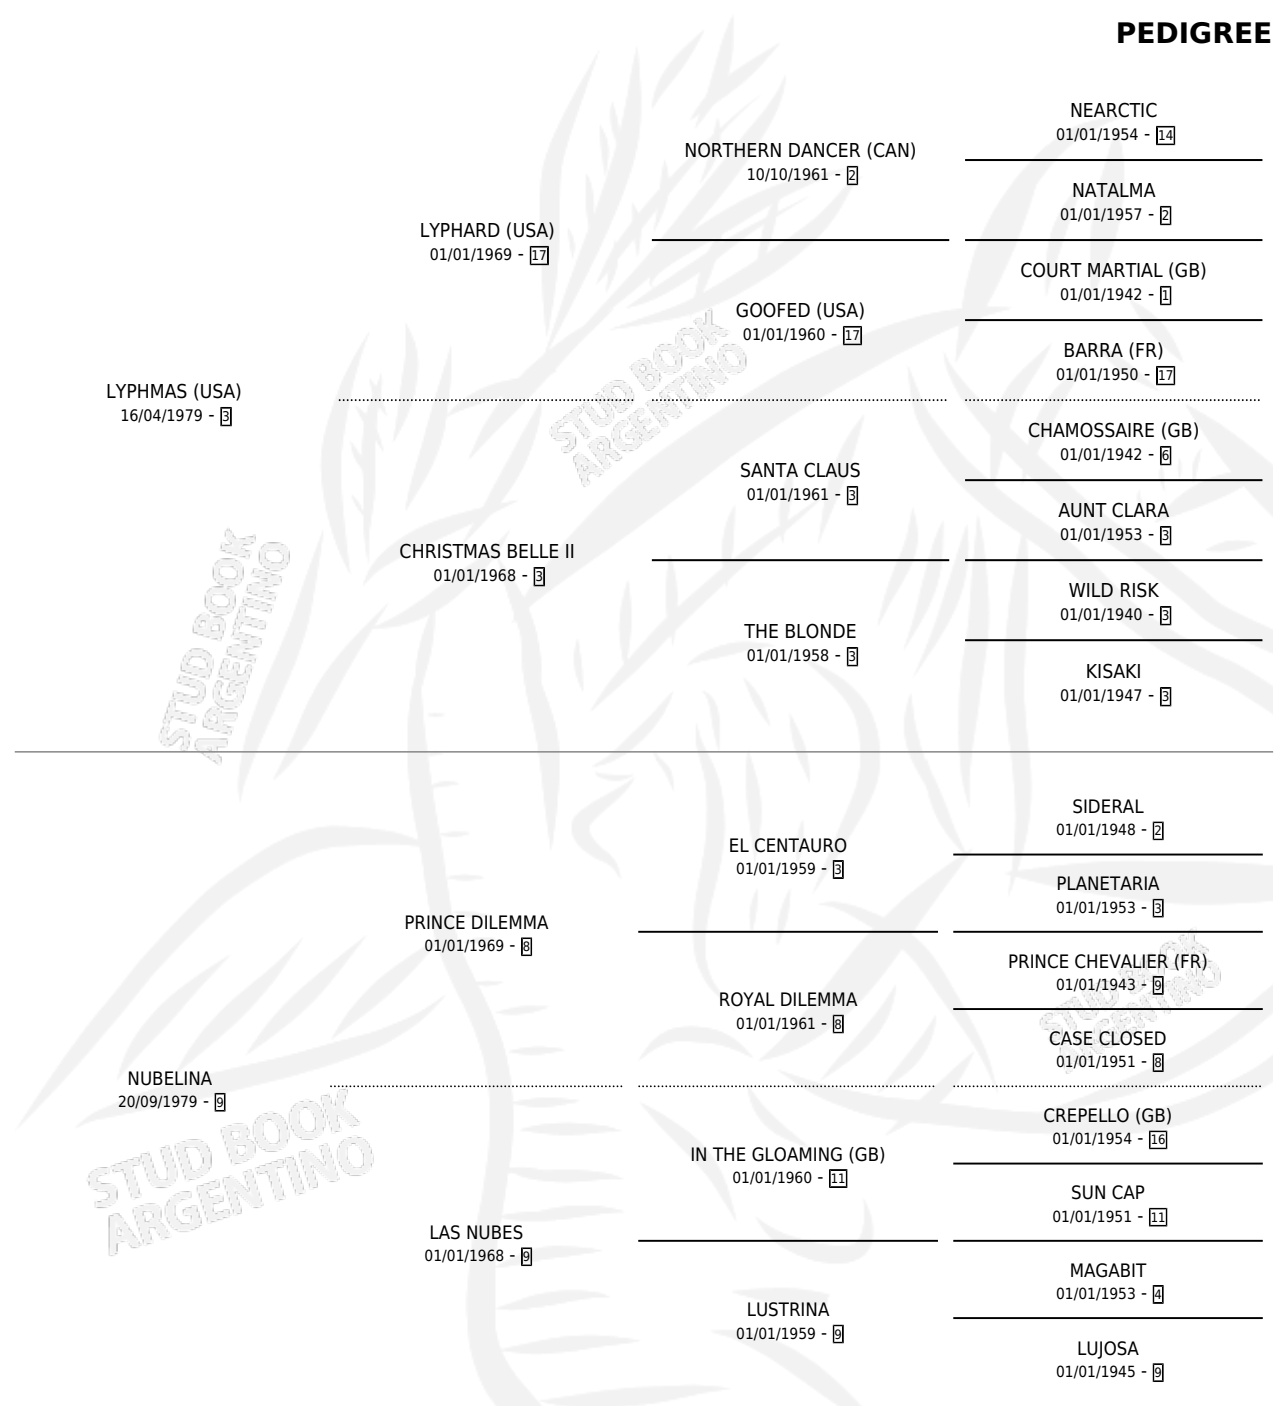 PEDIGREE
NEARCTIC
01/01/1954 - 14
NORTHERN DANCER (CAN)
10/10/1961 - 2
NATALMA
01/01/1957 - 2
LYPHARD (USA)
01/01/1969 - 17
COURT MARTIAL (GB)
01/01/1942 - 1
GOOFED (USA)
01/01/1960 - 17
BARRA (FR)
01/01/1950 - 17
LYPHMAS (USA)
16/04/1979 - 3
CHAMOSSAIRE (GB)
01/01/1942 - 6
SANTA CLAUS
01/01/1961 - 3
AUNT CLARA
01/01/1953 - 3
CHRISTMAS BELLE II
01/01/1968 - 3
WILD RISK
01/01/1940 - 3
THE BLONDE
01/01/1958 - 3
KISAKI
01/01/1947 - 3
SIDERAL
01/01/1948 - 2
EL CENTAURO
01/01/1959 - 3
PLANETARIA
01/01/1953 - 3
PRINCE DILEMMA
01/01/1969 - 8
PRINCE CHEVALIER (FR)
01/01/1943 - 9
ROYAL DILEMMA
01/01/1961 - 8
CASE CLOSED
01/01/1951 - 8
NUBELINA
20/09/1979 - 9
CREPELLO (GB)
01/01/1954 - 16
IN THE GLOAMING (GB)
01/01/1960 - 11
SUN CAP
01/01/1951 - 11
LAS NUBES
01/01/1968 - 9
MAGABIT
01/01/1953 - 4
LUSTRINA
01/01/1959 - 9
LUJOSA
01/01/1945 - 9
STUD BOOK
ARGENTINO
STUD BOOK
ARGENTINO
STUD BOOK
ARGENTINO
STUD BOOK
ARGENTINO